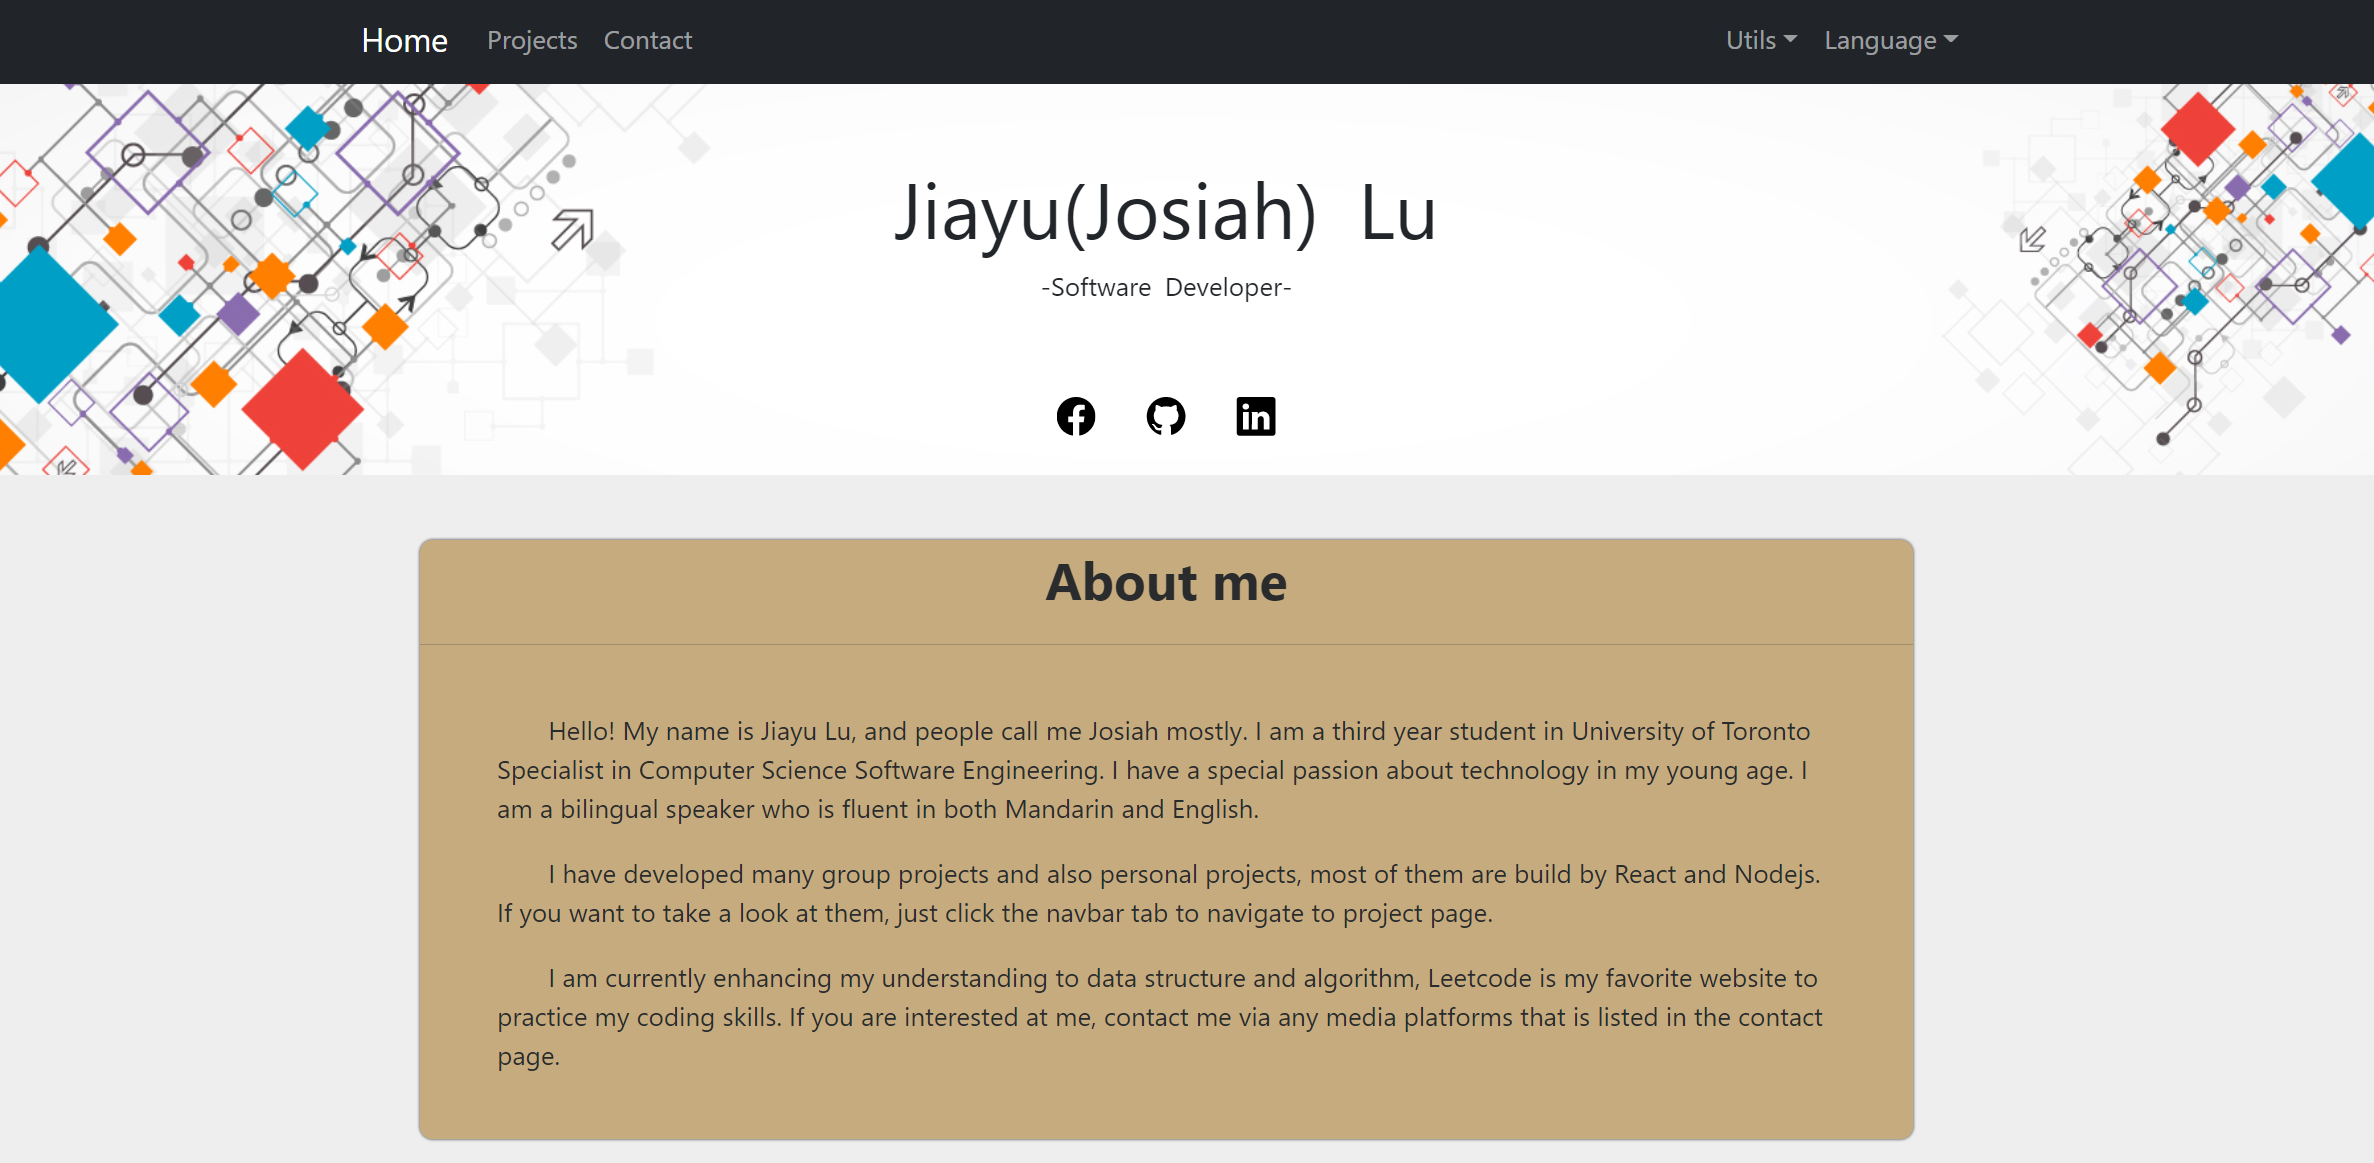 Home Projects Contact Utils Language
Jiayu(Josiah) Lu
-Software Developer-
About me
Hello! My name is Jiayu Lu, and people call me Josiah mostly. I am a third year student in University of Toronto
Specialist in Computer Science Software Engineering. I have a special passion about technology in my young age. I
am a bilingual speaker who is fluent in both Mandarin and English.
I have developed many group projects and also personal projects, most of them are build by React and Nodejs.
If you want to take a look at them, just click the navbar tab to navigate to project page.
I am currently enhancing my understanding to data structure and algorithm, Leetcode is my favorite website to
practice my coding skills. If you are interested at me, contact me via any media platforms that is listed in the contact
page.